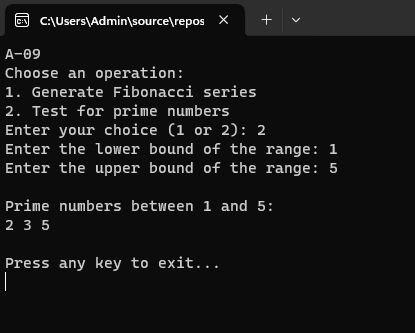 C:\Users\Admin\source\repos
A-09
Choose an operation:
1. Generate Fibonacci series
2. Test for prime numbers
Enter your choice (1 or 2): 2
Enter the lower bound of the range: 1
Enter the upper bound of the range: 5
Prime numbers between 1 and 5:
2 3 5
Press any key to exit...